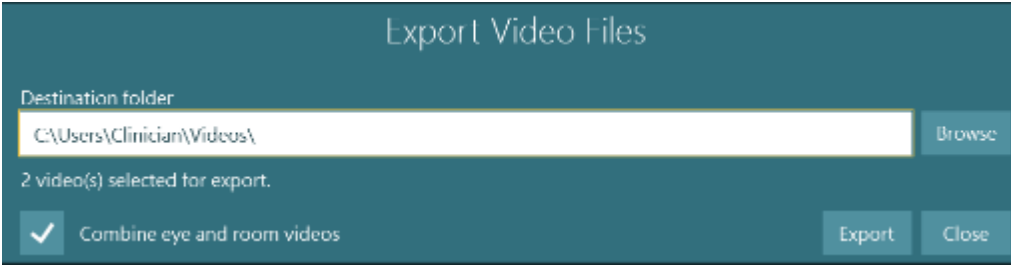 Export Video Files
Destination folder
C:\Users\Clinician\Videos\
Browse
2 video(s) selected for export.
Combine eye and room videos
Export
Close